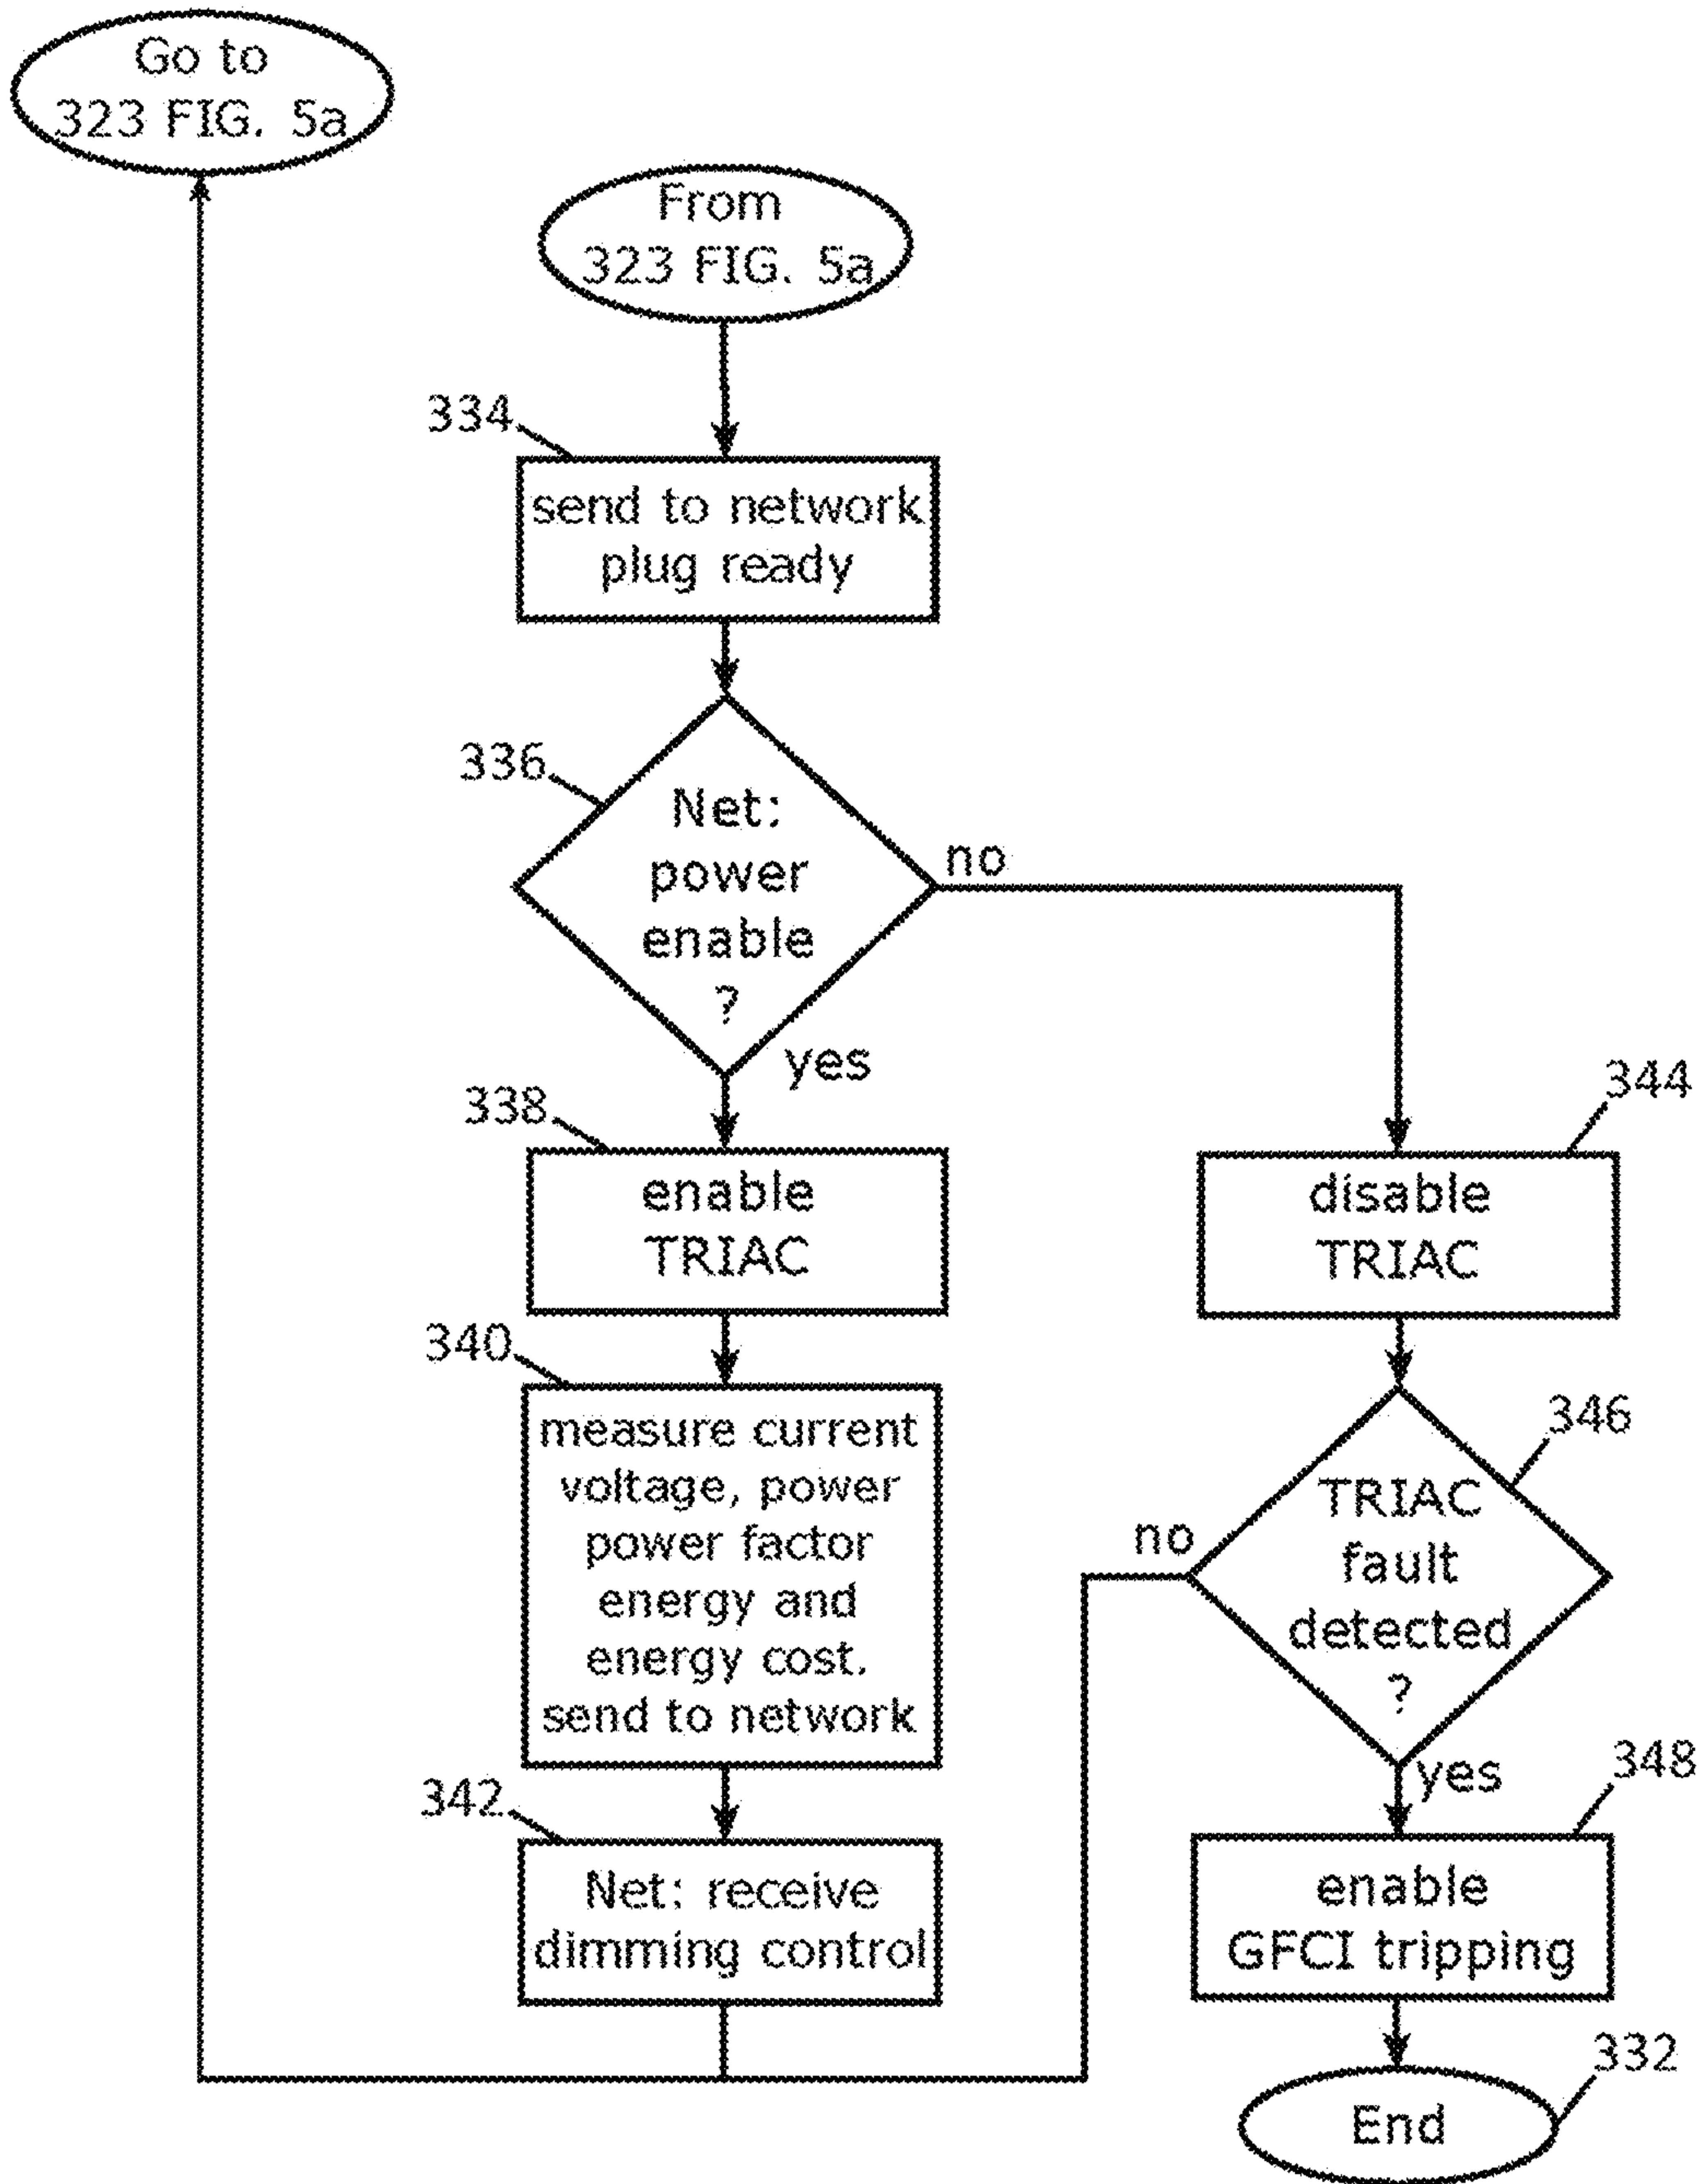 Go to
323 FIG. 5a
From
323 FIG. 5a
334
send to network
plug ready
336
Net:
power
enable
?
no
yes
338
enable
TRIAC
340
measure current
voltage, power
power factor
energy and
energy cost.
send to network
342
Net: receive
dimming control
344
disable
TRIAC
346
TRIAC
fault
detected
?
no
yes
348
enable
GFCI tripping
332
End